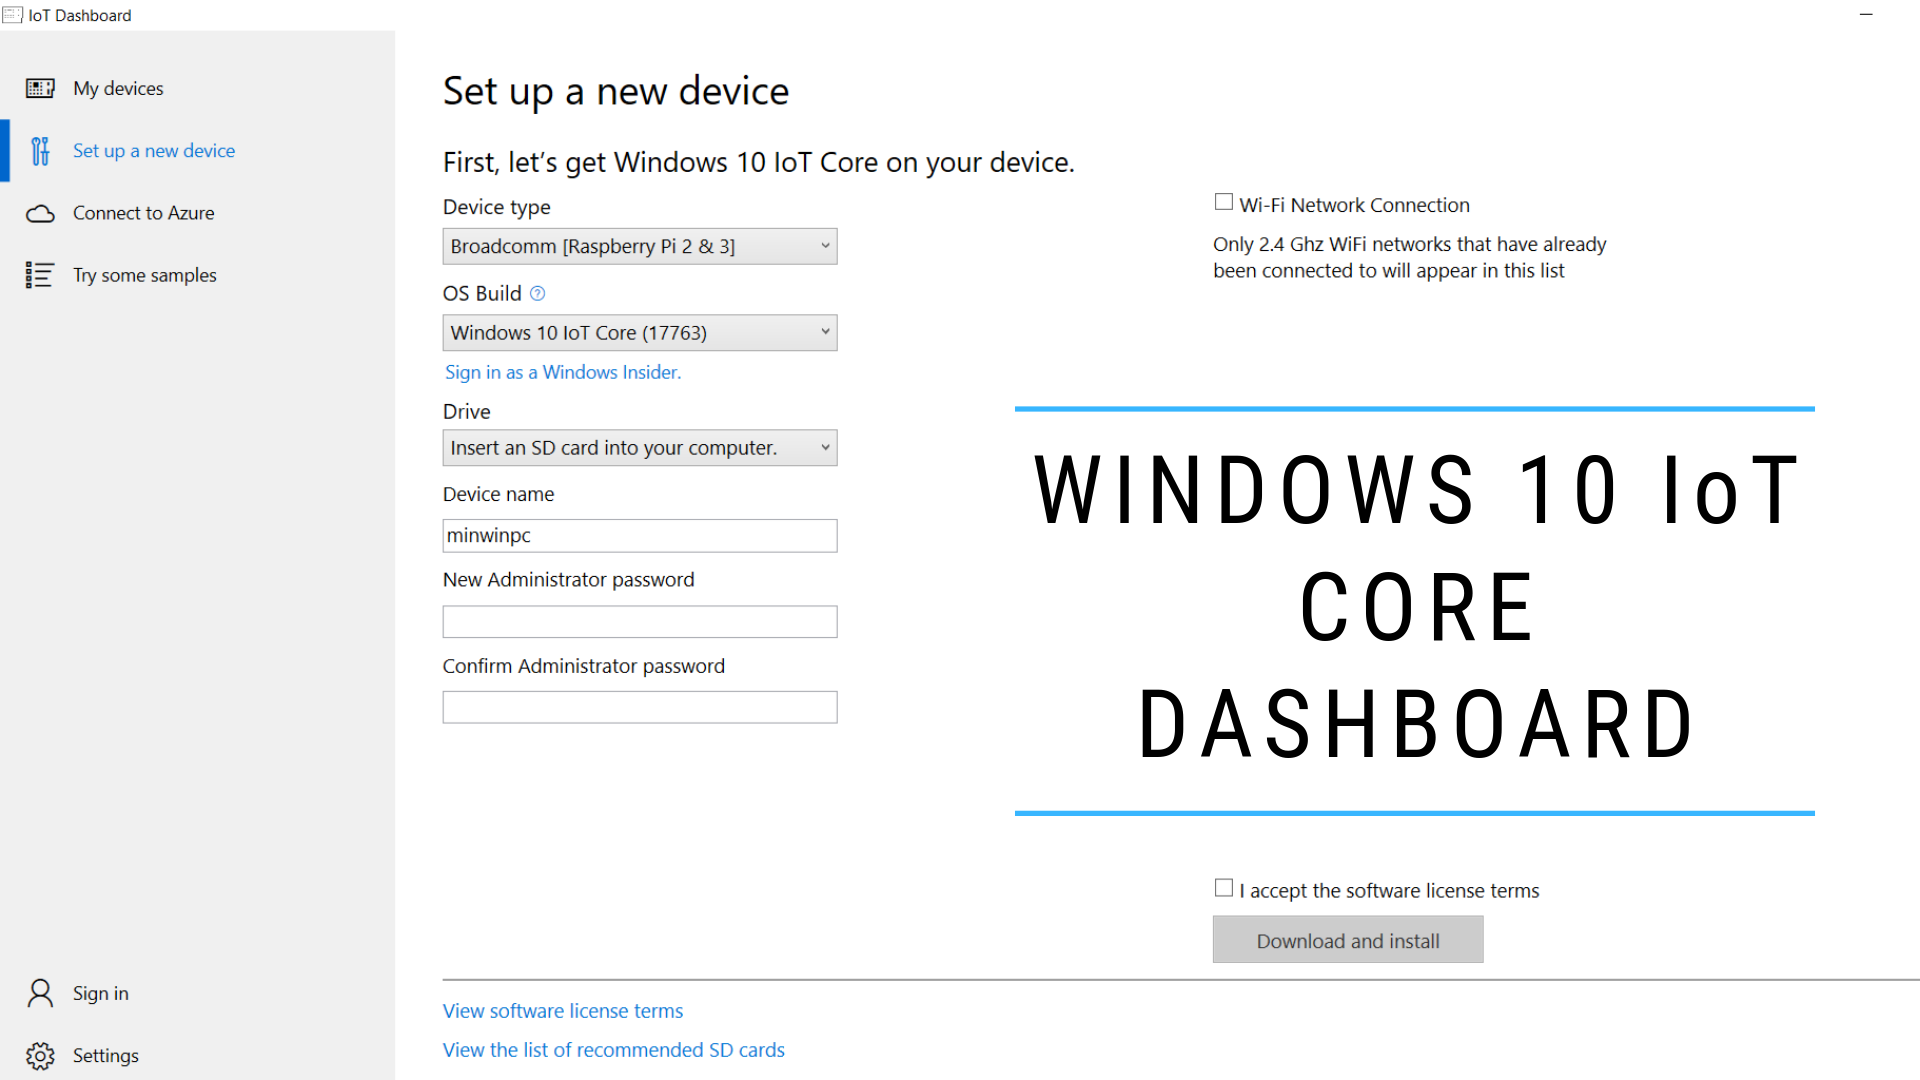 IoT Dashboard
My devices
Set up a new device
Connect to Azure
Try some samples
Sign in
Settings
Set up a new device
First, let's get Windows 10 IoT Core on your device.
Device type
Broadcomm [Raspberry Pi 2 & 3]
OS Build
Windows 10 IoT Core (17763)
Sign in as a Windows Insider.
Drive
Insert an SD card into your computer.
Device name
minwinpc
New Administrator password
Confirm Administrator password
Wi-Fi Network Connection
Only 2.4 Ghz WiFi networks that have already
been connected to will appear in this list
WINDOWS 10 IoT
CORE
DASHBOARD
I accept the software license terms
Download and install
View software license terms
View the list of recommended SD cards